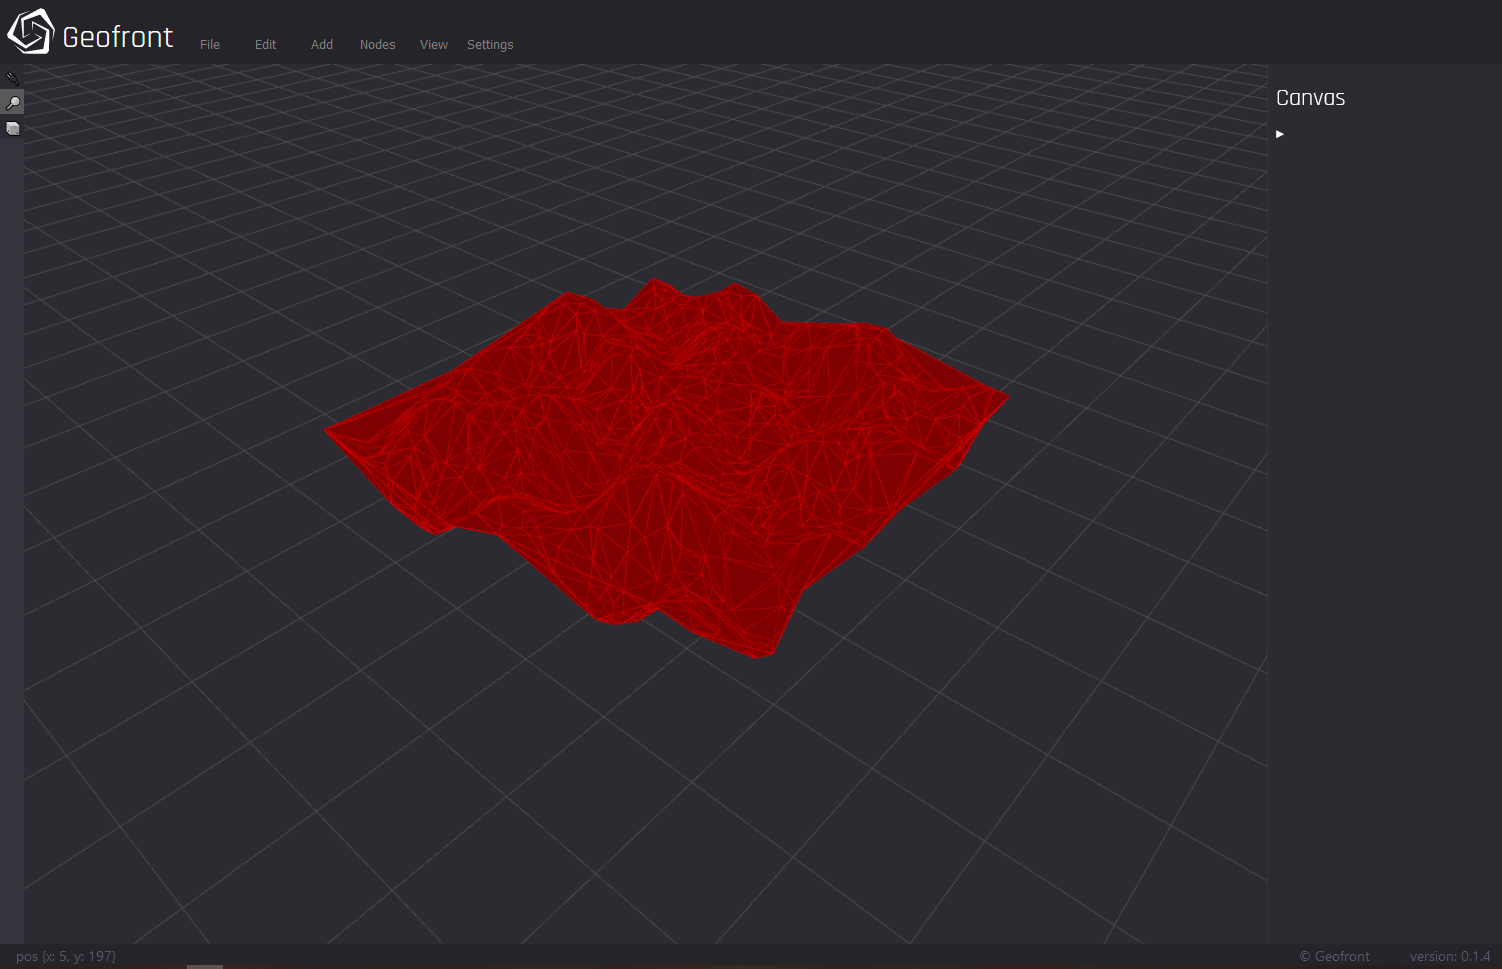 Geofront
File Edit Add Nodes View Settings
Canvas
pos (x: 5, y: 197)
© Geofront version: 0.1.4